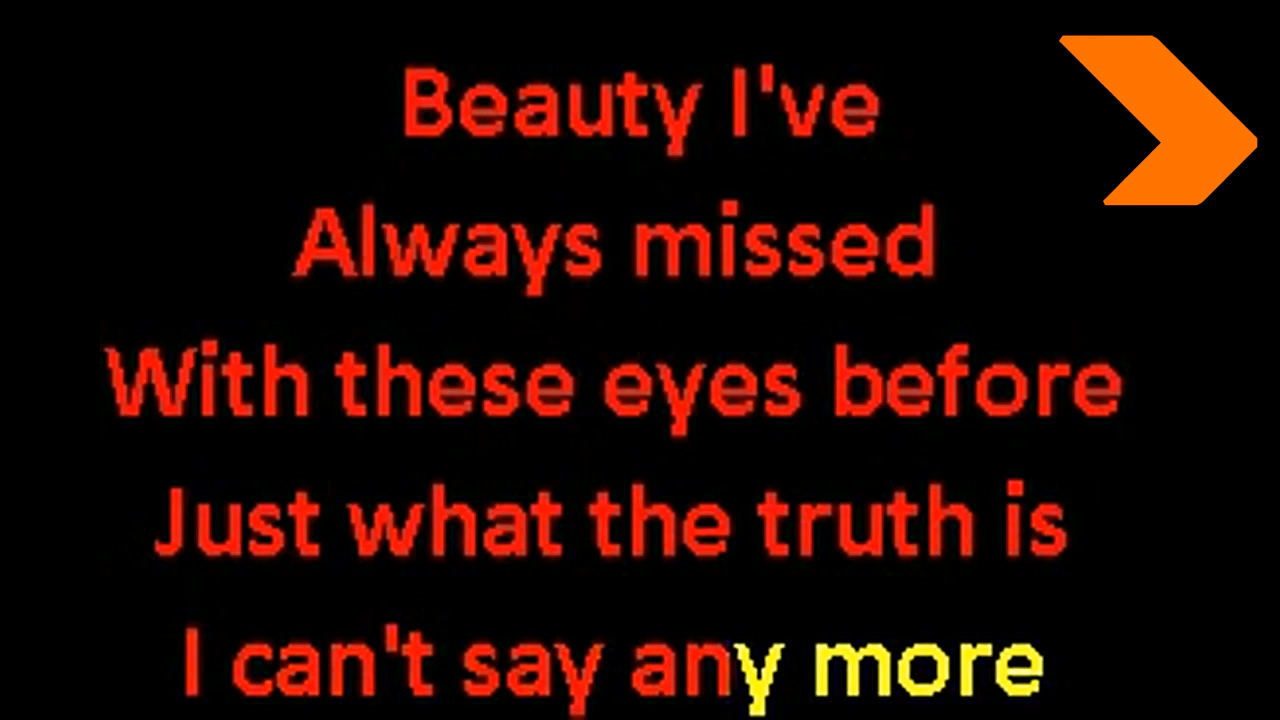 Beauty I've
Always missed
With these eyes before
Just what the truth is
I can't say any more